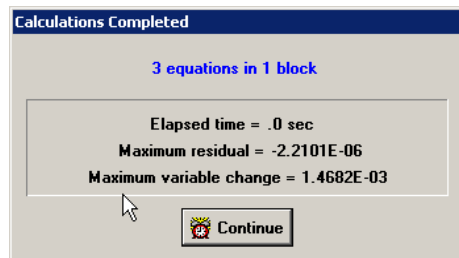 Calculations Completed
3 equations in 1 block
Elapsed time = .0 sec
Maximum residual = -2.2101E-06
Maximum variable change = 1.4682E-03
Continue